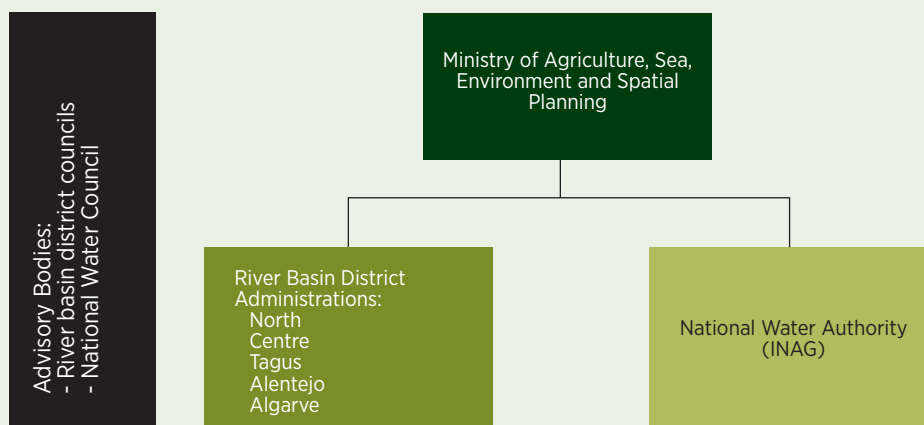 Advisory Bodies:
- River basin district councils
- National Water Council
Ministry of Agriculture, Sea,
Environment and Spatial
Planning
River Basin District
Administrations:
North
Centre
Tagus
Alentejo
Algarve
National Water Authority
(INAG)